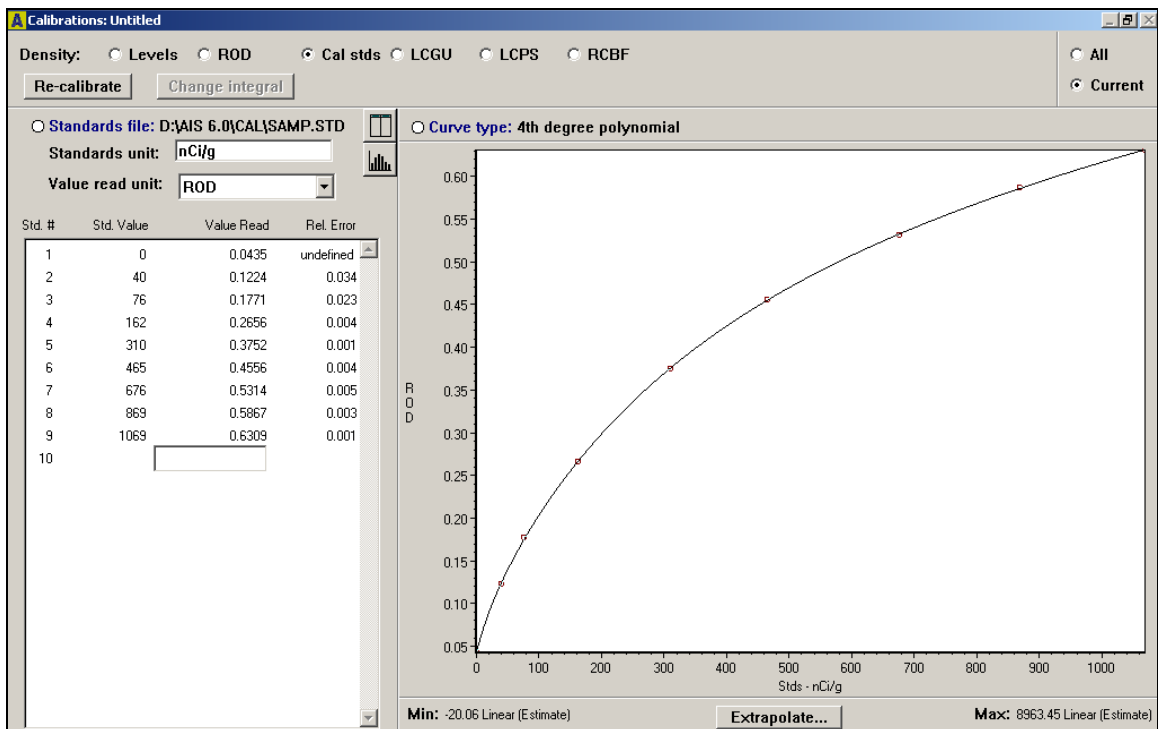 Calibrations: Untitled
Density: Levels ROD Cal stds LCGU LCPS RCBF All
Re-calibrate Change integral Current
Standards file: D:\AIS 6.0\CAL\SAMP.STD
Standards unit: nCi/g
Value read unit: ROD
Std. # Std. Value Value Read Rel. Error
1 0 0.0435 undefined
2 40 0.1224 0.034
3 76 0.1771 0.023
4 162 0.2656 0.004
5 310 0.3752 0.001
6 465 0.4556 0.004
7 676 0.5314 0.005
8 869 0.5867 0.003
9 1069 0.6309 0.001
10
Curve type: 4th degree polynomial
0.60
0.55
0.50
0.45
0.40
0.35
0.30
0.25
0.20
0.15
0.10
0.05
ROD
0 100 200 300 400 500 600 700 800 900 1000
Stds - nCi/g
Min: -20.06 Linear (Estimate) Extrapolate... Max: 8963.45 Linear (Estimate)